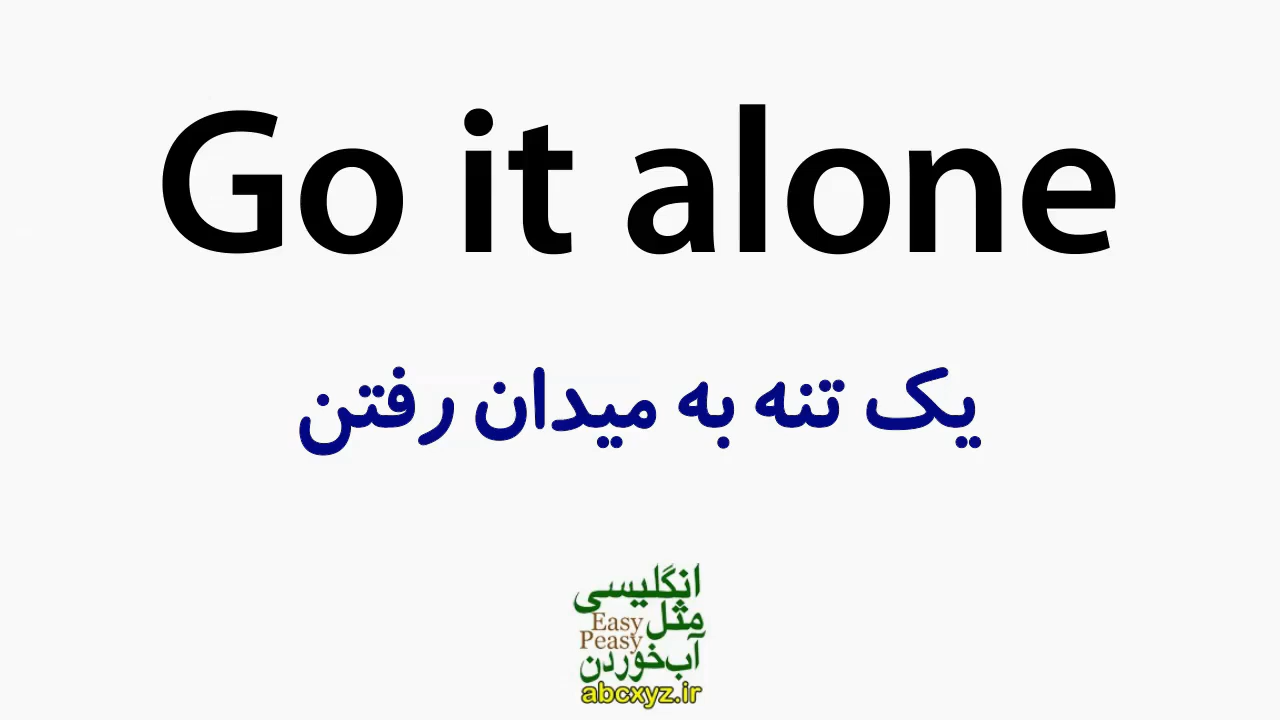 Go it alone
یک تنه به میدان رفتن
انگلیسی
مثل Easy
Peasy
آب‌خوردن
abcxyz.ir